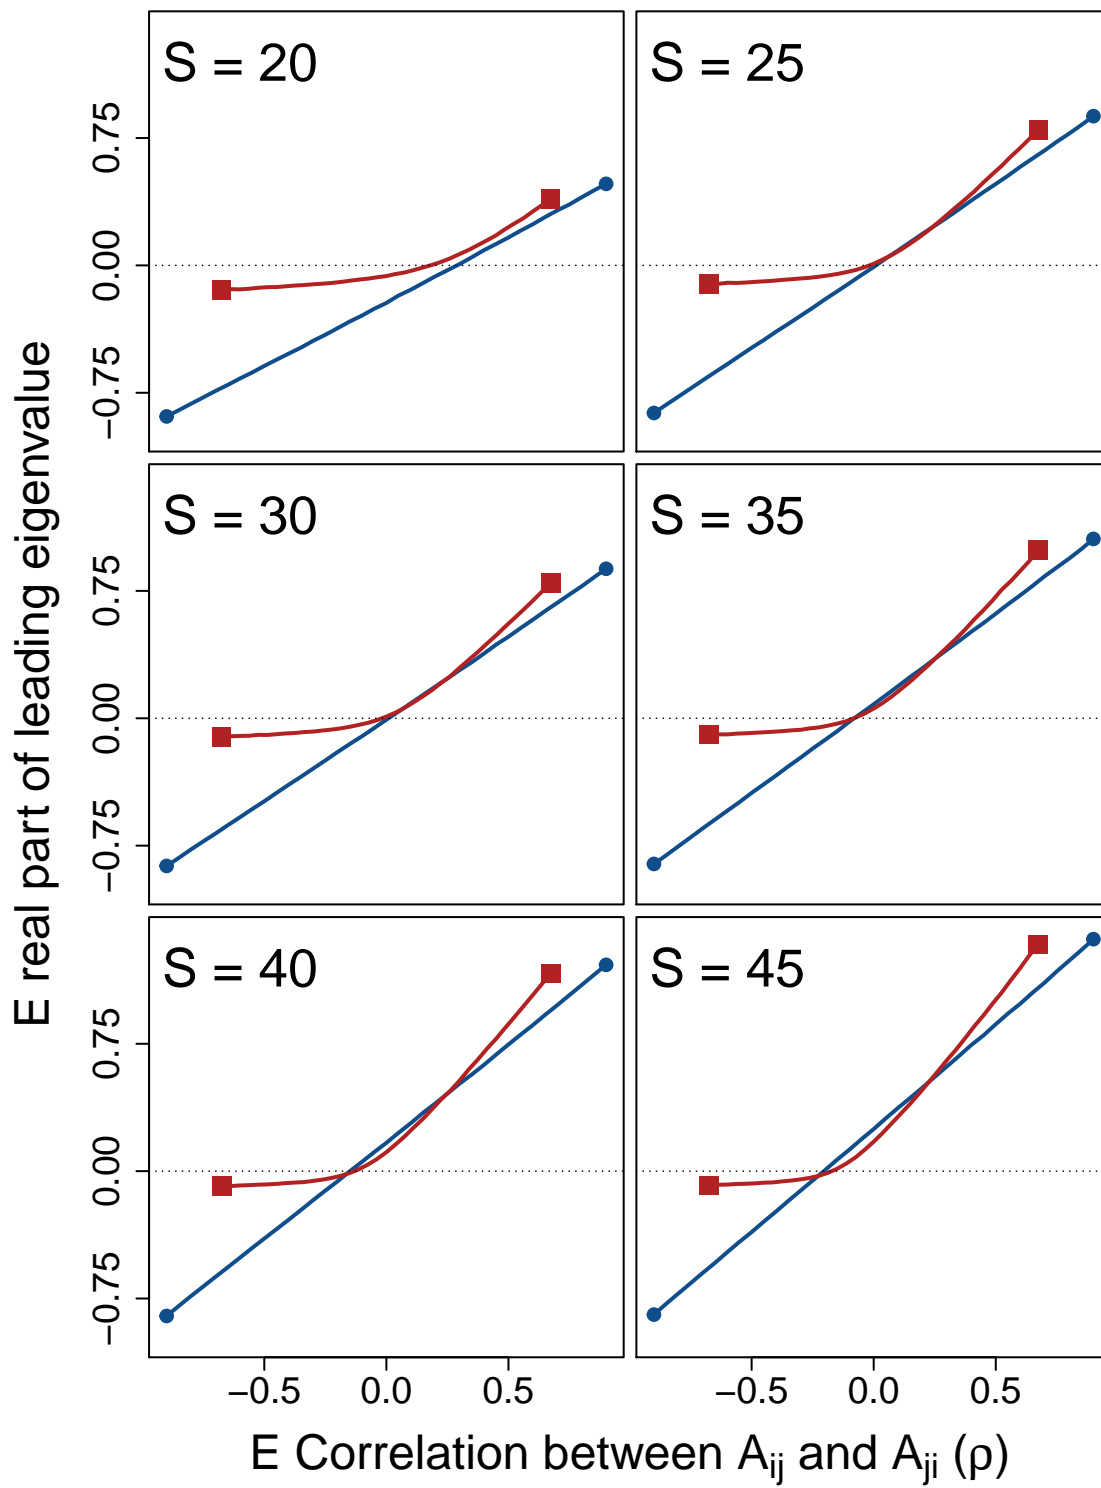 S = 20
S = 25
0.75
0.00
−0.75
S = 30
S = 35
0.75
0.00
−0.75
S = 40
S = 45
0.75
0.00
−0.75
−0.5 0.0 0.5
−0.5 0.0 0.5
E real part of leading eigenvalue
E Correlation between Aij and Aji (ρ)